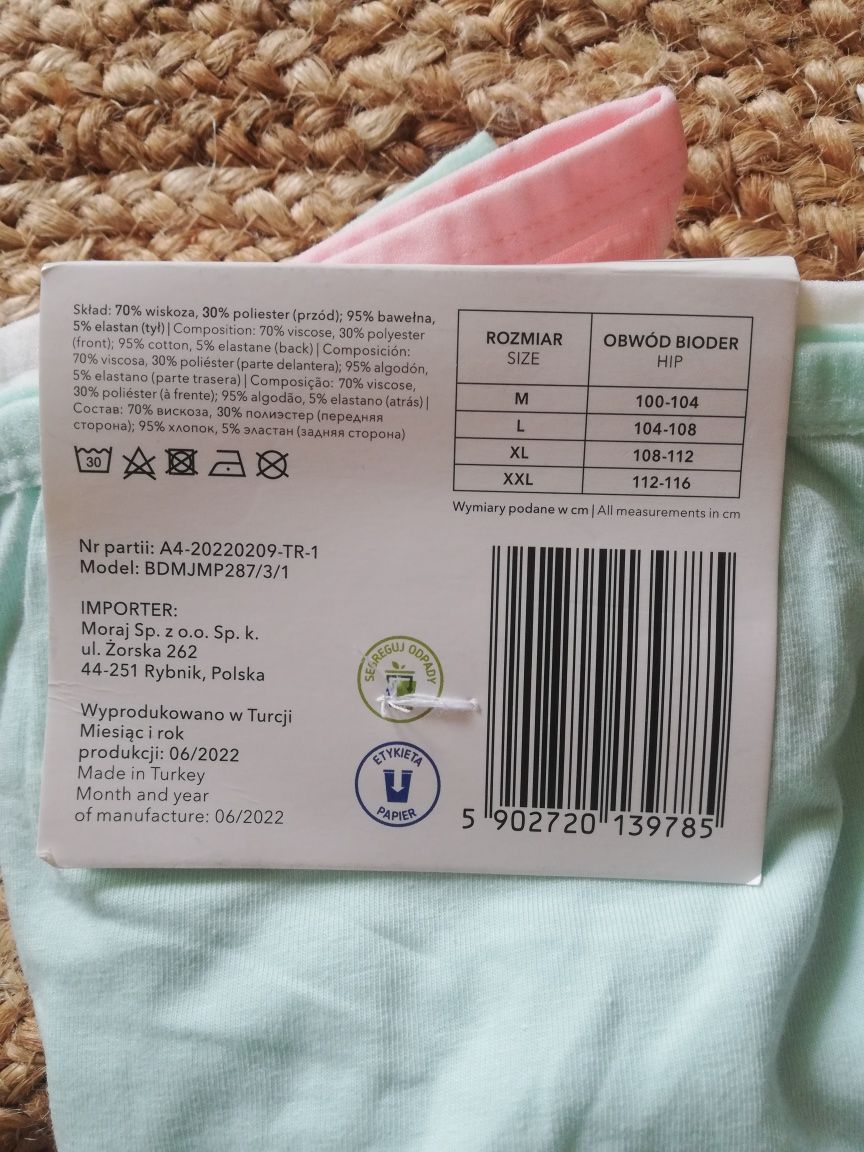 Skład: 70% wiskoza, 30% poliester (przód); 95% bawełna,
5% elastan (tył) | Composition: 70% viscose, 30% polyester
(front); 95% cotton, 5% elastane (back) | Composición:
70% viscosa, 30% poliéster (parte delantera); 95% algodón,
5% elastano (parte trasera) | Composição: 70% viscose,
30% poliéster (à frente); 95% algodão, 5% elastano (atrás) |
Состав: 70% вискоза, 30% полиэстер (передняя
сторона); 95% хлопок, 5% эластан (задняя сторона)
30
ROZMIAR OBWÓD BIODER
SIZE HIP
M 100-104
L 104-108
XL 108-112
XXL 112-116
Wymiary podane w cm | All measurements in cm
Nr partii: A4-20220209-TR-1
Model: BDMJMP287/3/1
IMPORTER:
Moraj Sp. z o.o. Sp. k.
ul. Żorska 262
44-251 Rybnik, Polska
Wyprodukowano w Turcji
Miesiąc i rok
produkcji: 06/2022
Made in Turkey
Month and year
of manufacture: 06/2022
SEGREGUJ ODPADY
ETYKIETA
PAPIER
5 902720 139785